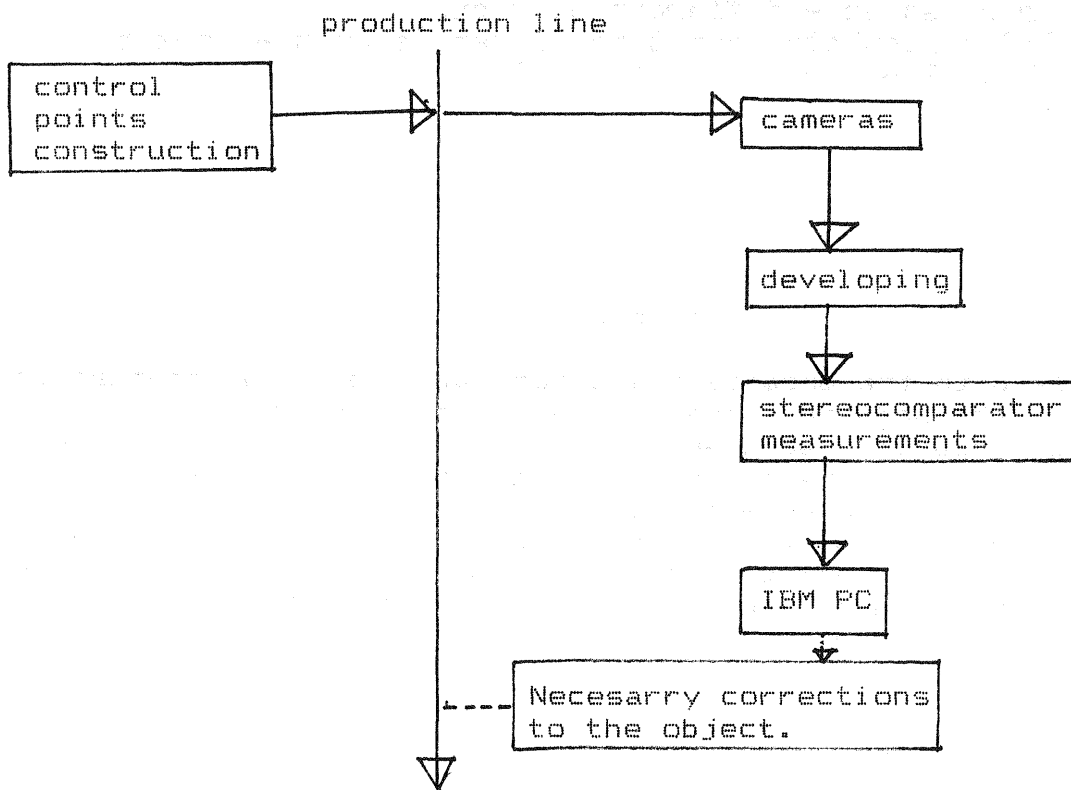 production line
control
points
construction
cameras
developing
stereocomparator
measurements
IBM PC
Necesarry corrections
to the object.